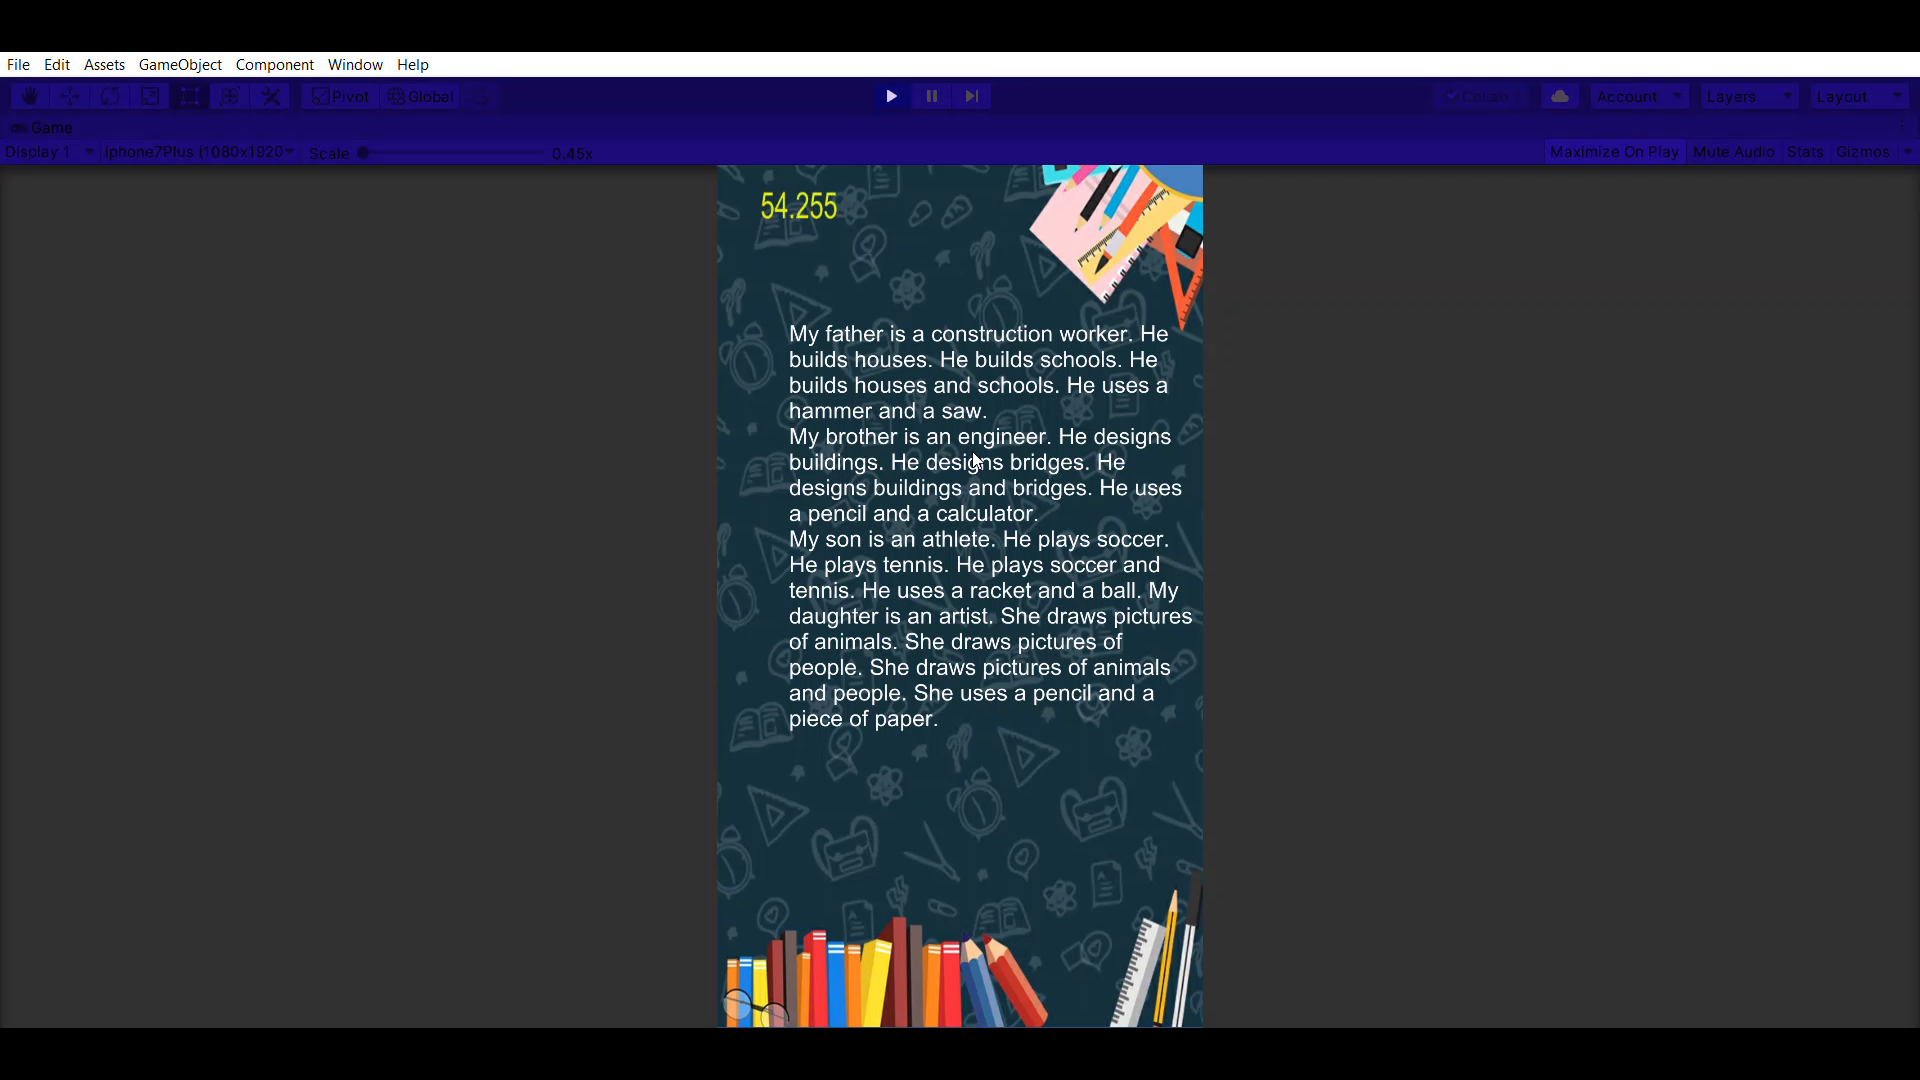 File Edit Assets GameObject Component Window Help
Pivot Global Collab Account Layers Layout
Game
Display 1 iphone7Plus (1080x1920 Scale 0.45x Maximize On Play Mute Audio Stats Gizmos
54.255
My father is a construction worker. He
builds houses. He builds schools. He
builds houses and schools. He uses a
hammer and a saw.
My brother is an engineer. He designs
buildings. He designs bridges. He
designs buildings and bridges. He uses
a pencil and a calculator.
My son is an athlete. He plays soccer.
He plays tennis. He plays soccer and
tennis. He uses a racket and a ball. My
daughter is an artist. She draws pictures
of animals. She draws pictures of
people. She draws pictures of animals
and people. She uses a pencil and a
piece of paper.